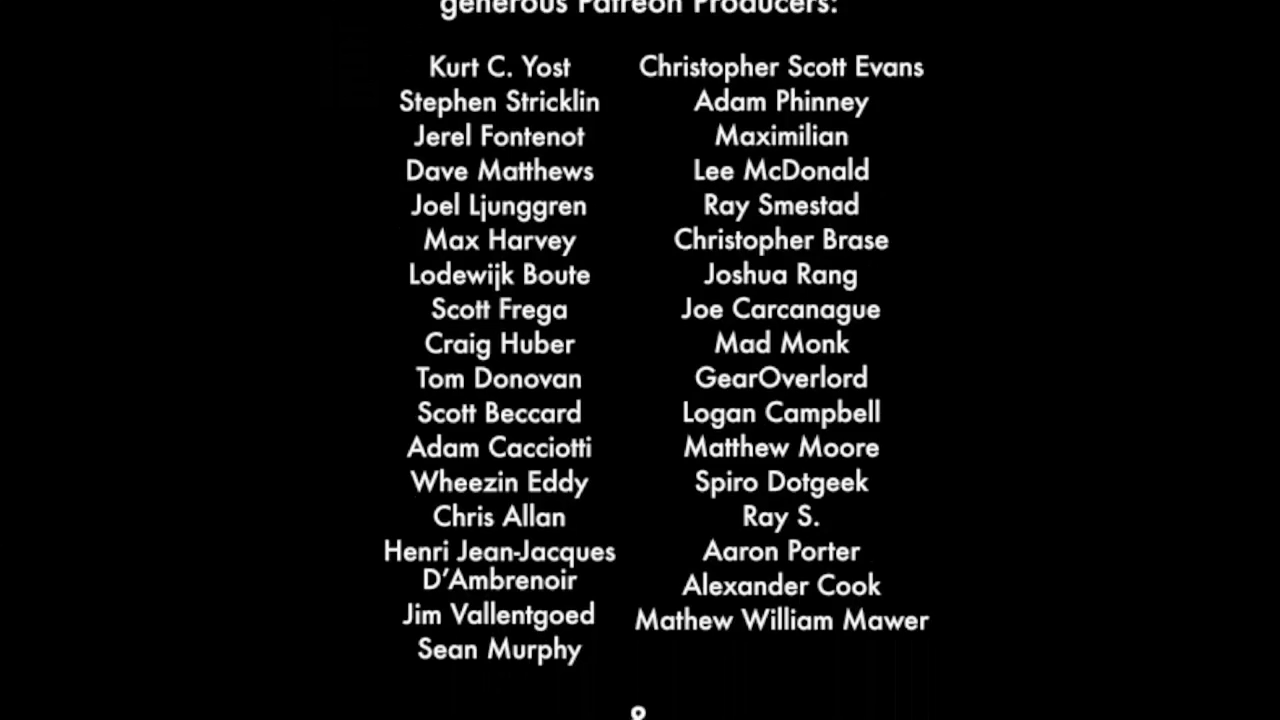 generous Patreon Producers:
Kurt C. Yost
Stephen Stricklin
Jerel Fontenot
Dave Matthews
Joel Ljunggren
Max Harvey
Lodewijk Boute
Scott Frega
Craig Huber
Tom Donovan
Scott Beccard
Adam Cacciotti
Wheezin Eddy
Chris Allan
Henri Jean-Jacques
D’Ambrenoir
Jim Vallentgoed
Sean Murphy
Christopher Scott Evans
Adam Phinney
Maximilian
Lee McDonald
Ray Smestad
Christopher Brase
Joshua Rang
Joe Carcanague
Mad Monk
GearOverlord
Logan Campbell
Matthew Moore
Spiro Dotgeek
Ray S.
Aaron Porter
Alexander Cook
Mathew William Mawer
&